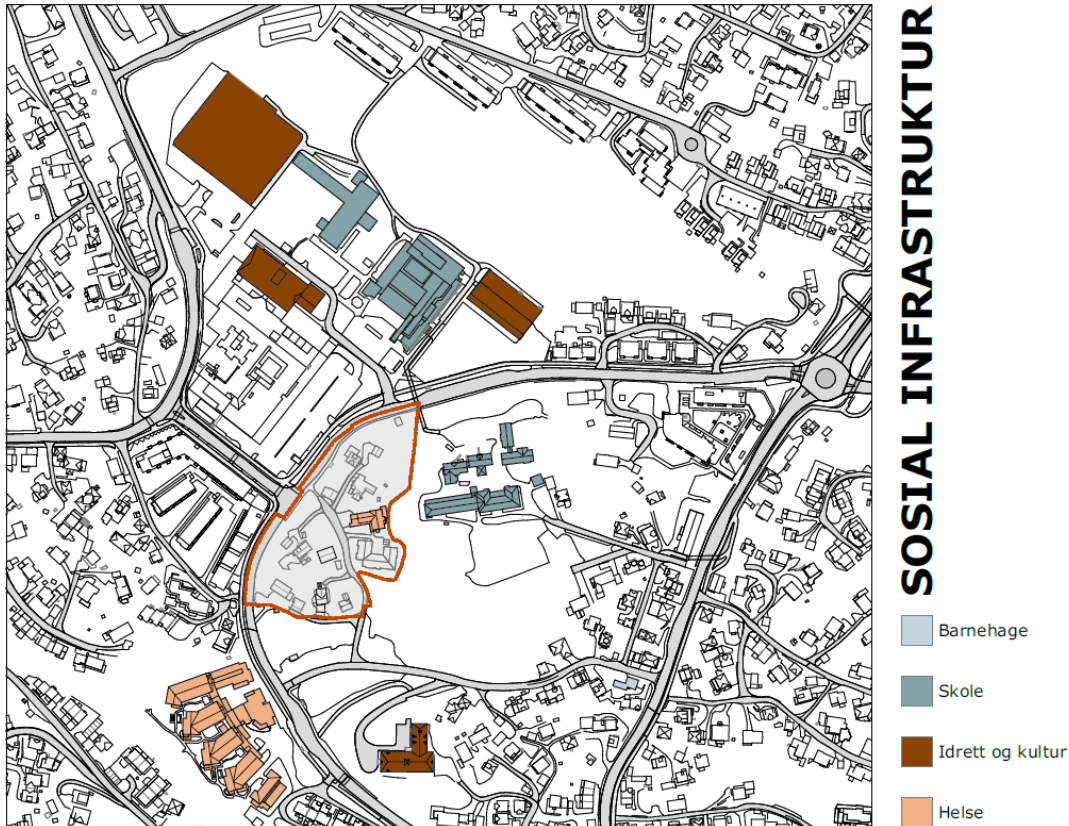 SOSIAL INFRASTRUKTUR
Barnehage
Skole
Idrett og kultur
Helse